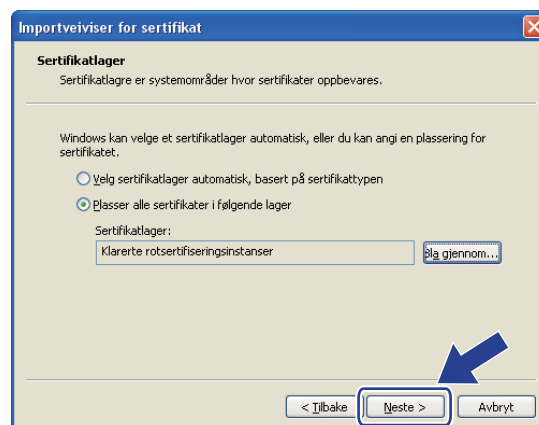 Importveiviser for sertifikat
Sertifikatlager
Sertifikatlagre er systemområder hvor sertifikater oppbevares.
Windows kan velge et sertifikatlager automatisk, eller du kan angi en plassering for
sertifikatet.
Velg sertifikatlager automatisk, basert på sertifikattypen
Plasser alle sertifikater i følgende lager
Sertifikatlager:
Klarerte rotsertifiseringsinstanser
Bla gjennom...
< Tilbake Neste > Avbryt